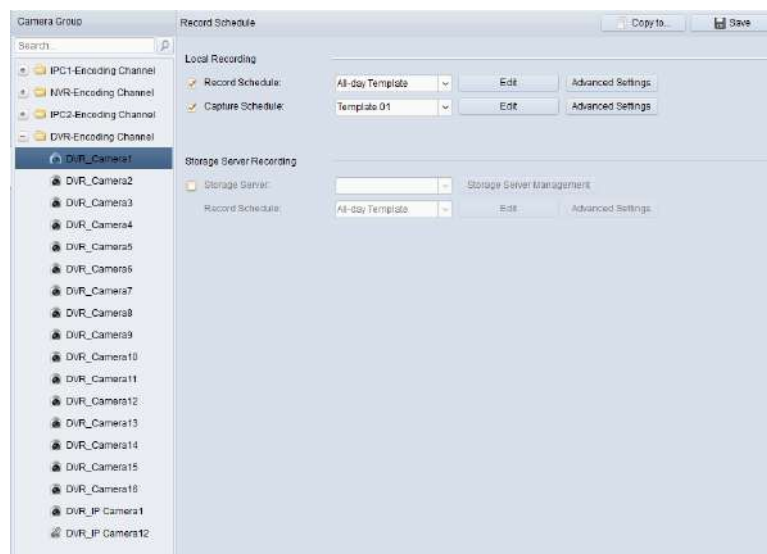 Camera Group
Search...
IPC1-Encoding Channel
NVR-Encoding Channel
IPC2-Encoding Channel
DVR-Encoding Channel
DVR_Camera1
DVR_Camera2
DVR_Camera3
DVR_Camera4
DVR_Camera5
DVR_Camera6
DVR_Camera7
DVR_Camera8
DVR_Camera9
DVR_Camera10
DVR_Camera11
DVR_Camera12
DVR_Camera13
DVR_Camera14
DVR_Camera15
DVR_Camera16
DVR_IP Camera1
DVR_IP Camera12
Record Schedule
Copy to...
Save
Local Recording
Record Schedule: All-day Template Edit Advanced Settings
Capture Schedule: Template 01 Edit Advanced Settings
Storage Server Recording
Storage Server: Storage Server Management
Record Schedule: All-day Template Edit Advanced Settings